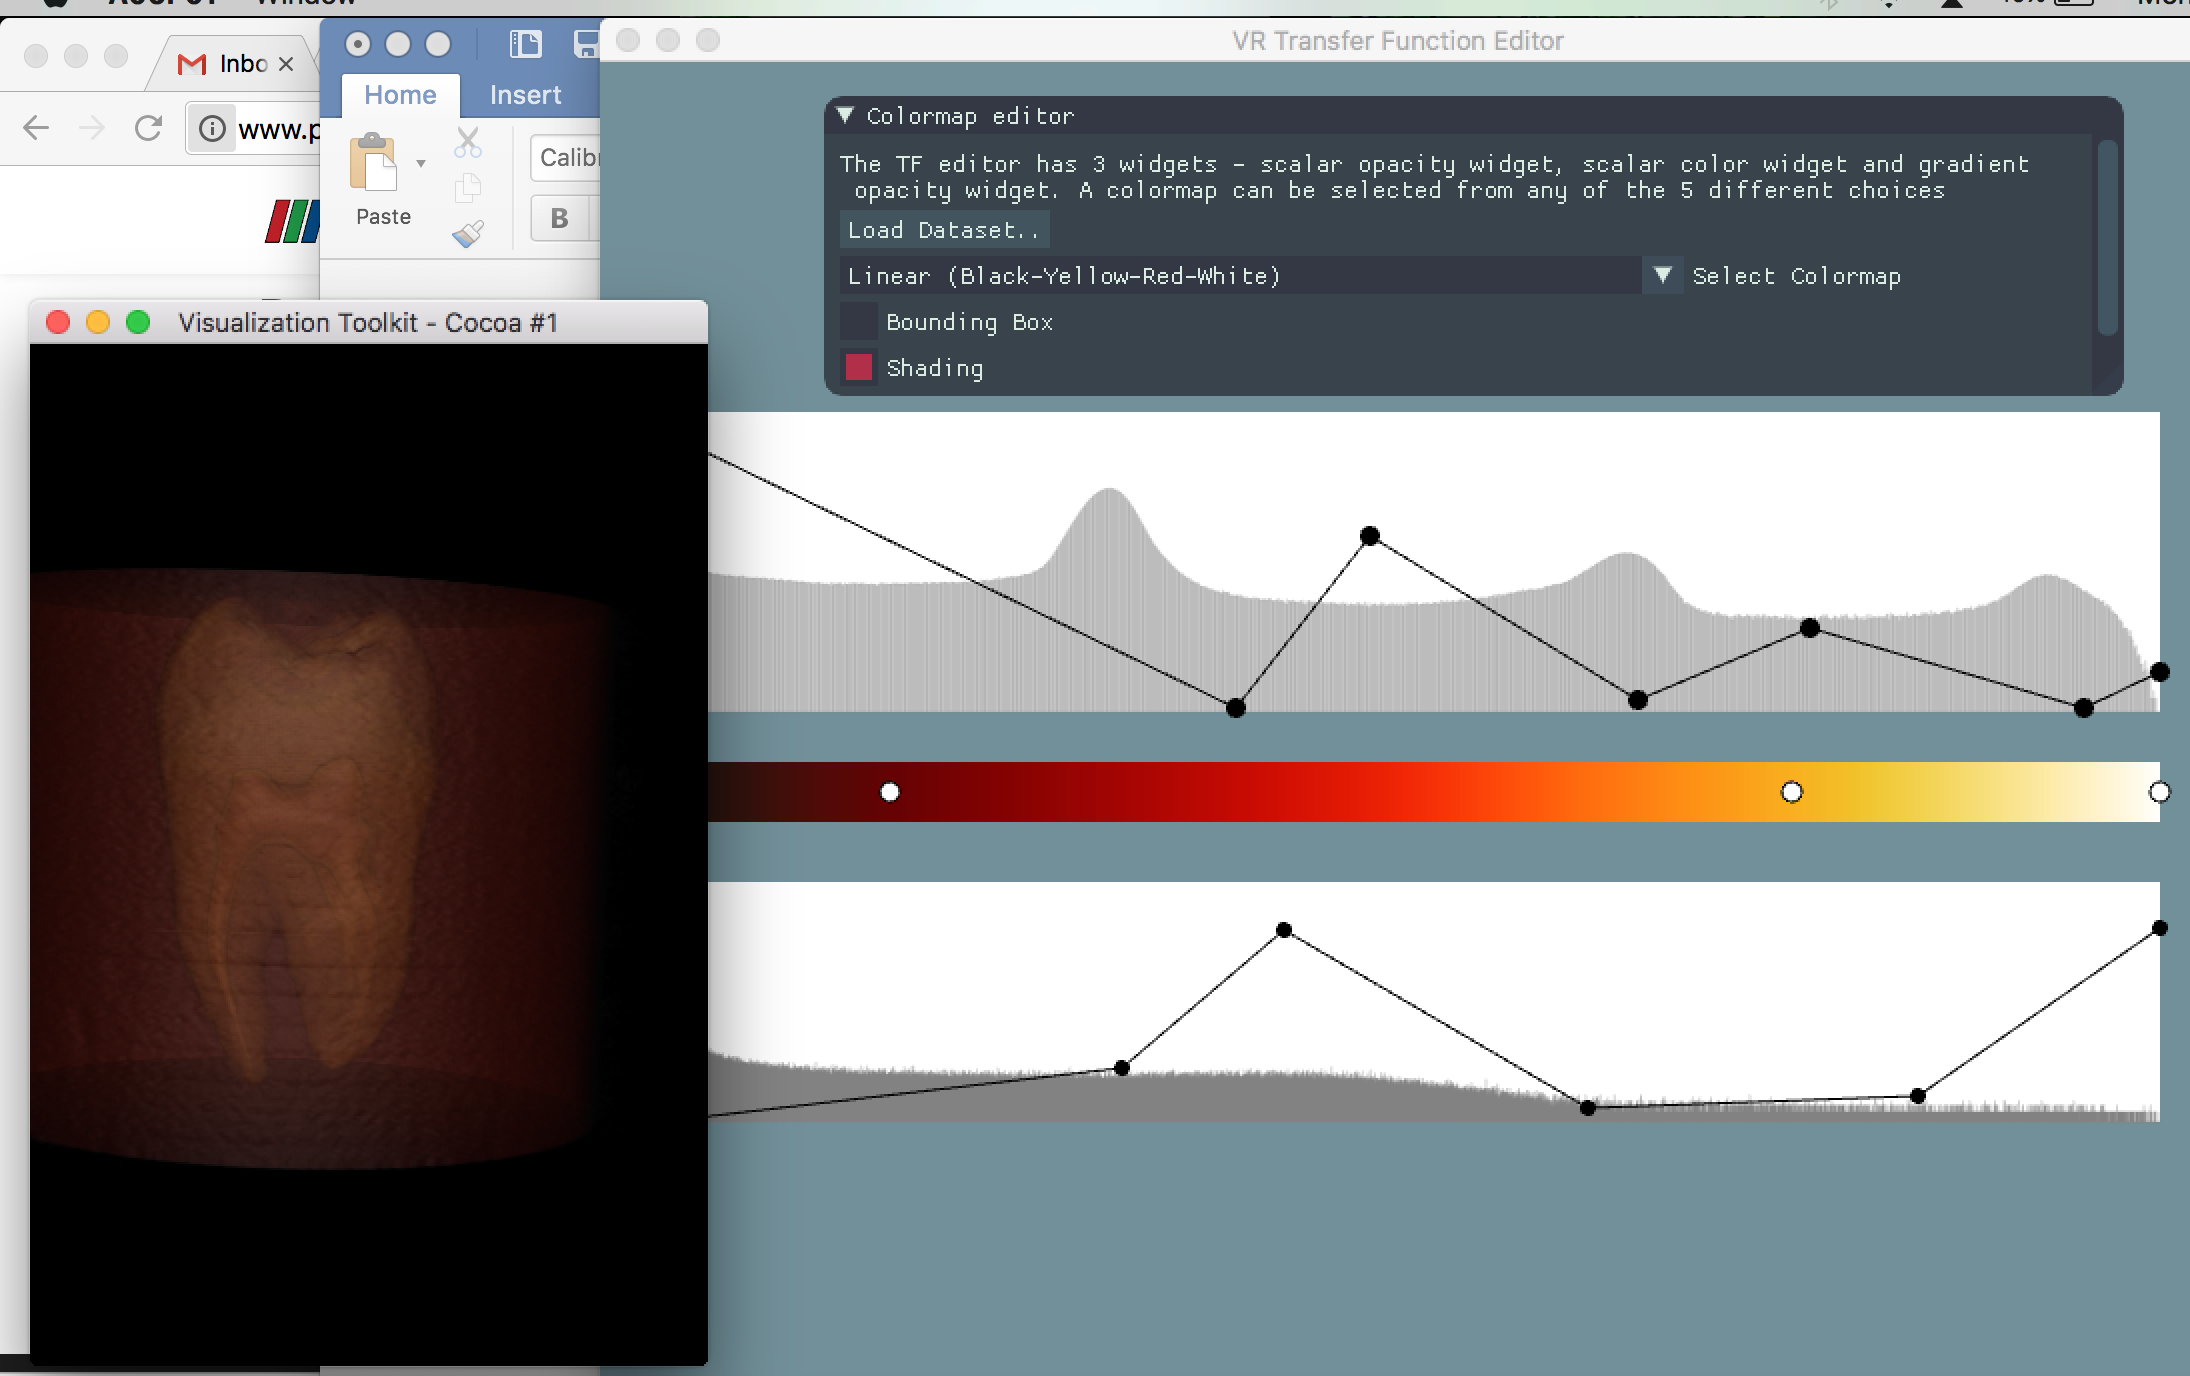 Window
Inbo
www.p
Home Insert
Paste
Calib
B
VR Transfer Function Editor
Colormap editor
The TF editor has 3 widgets - scalar opacity widget, scalar color widget and gradient
opacity widget. A colormap can be selected from any of the 5 different choices
Load Dataset..
Linear (Black-Yellow-Red-White) Select Colormap
Bounding Box
Shading
Visualization Toolkit - Cocoa #1